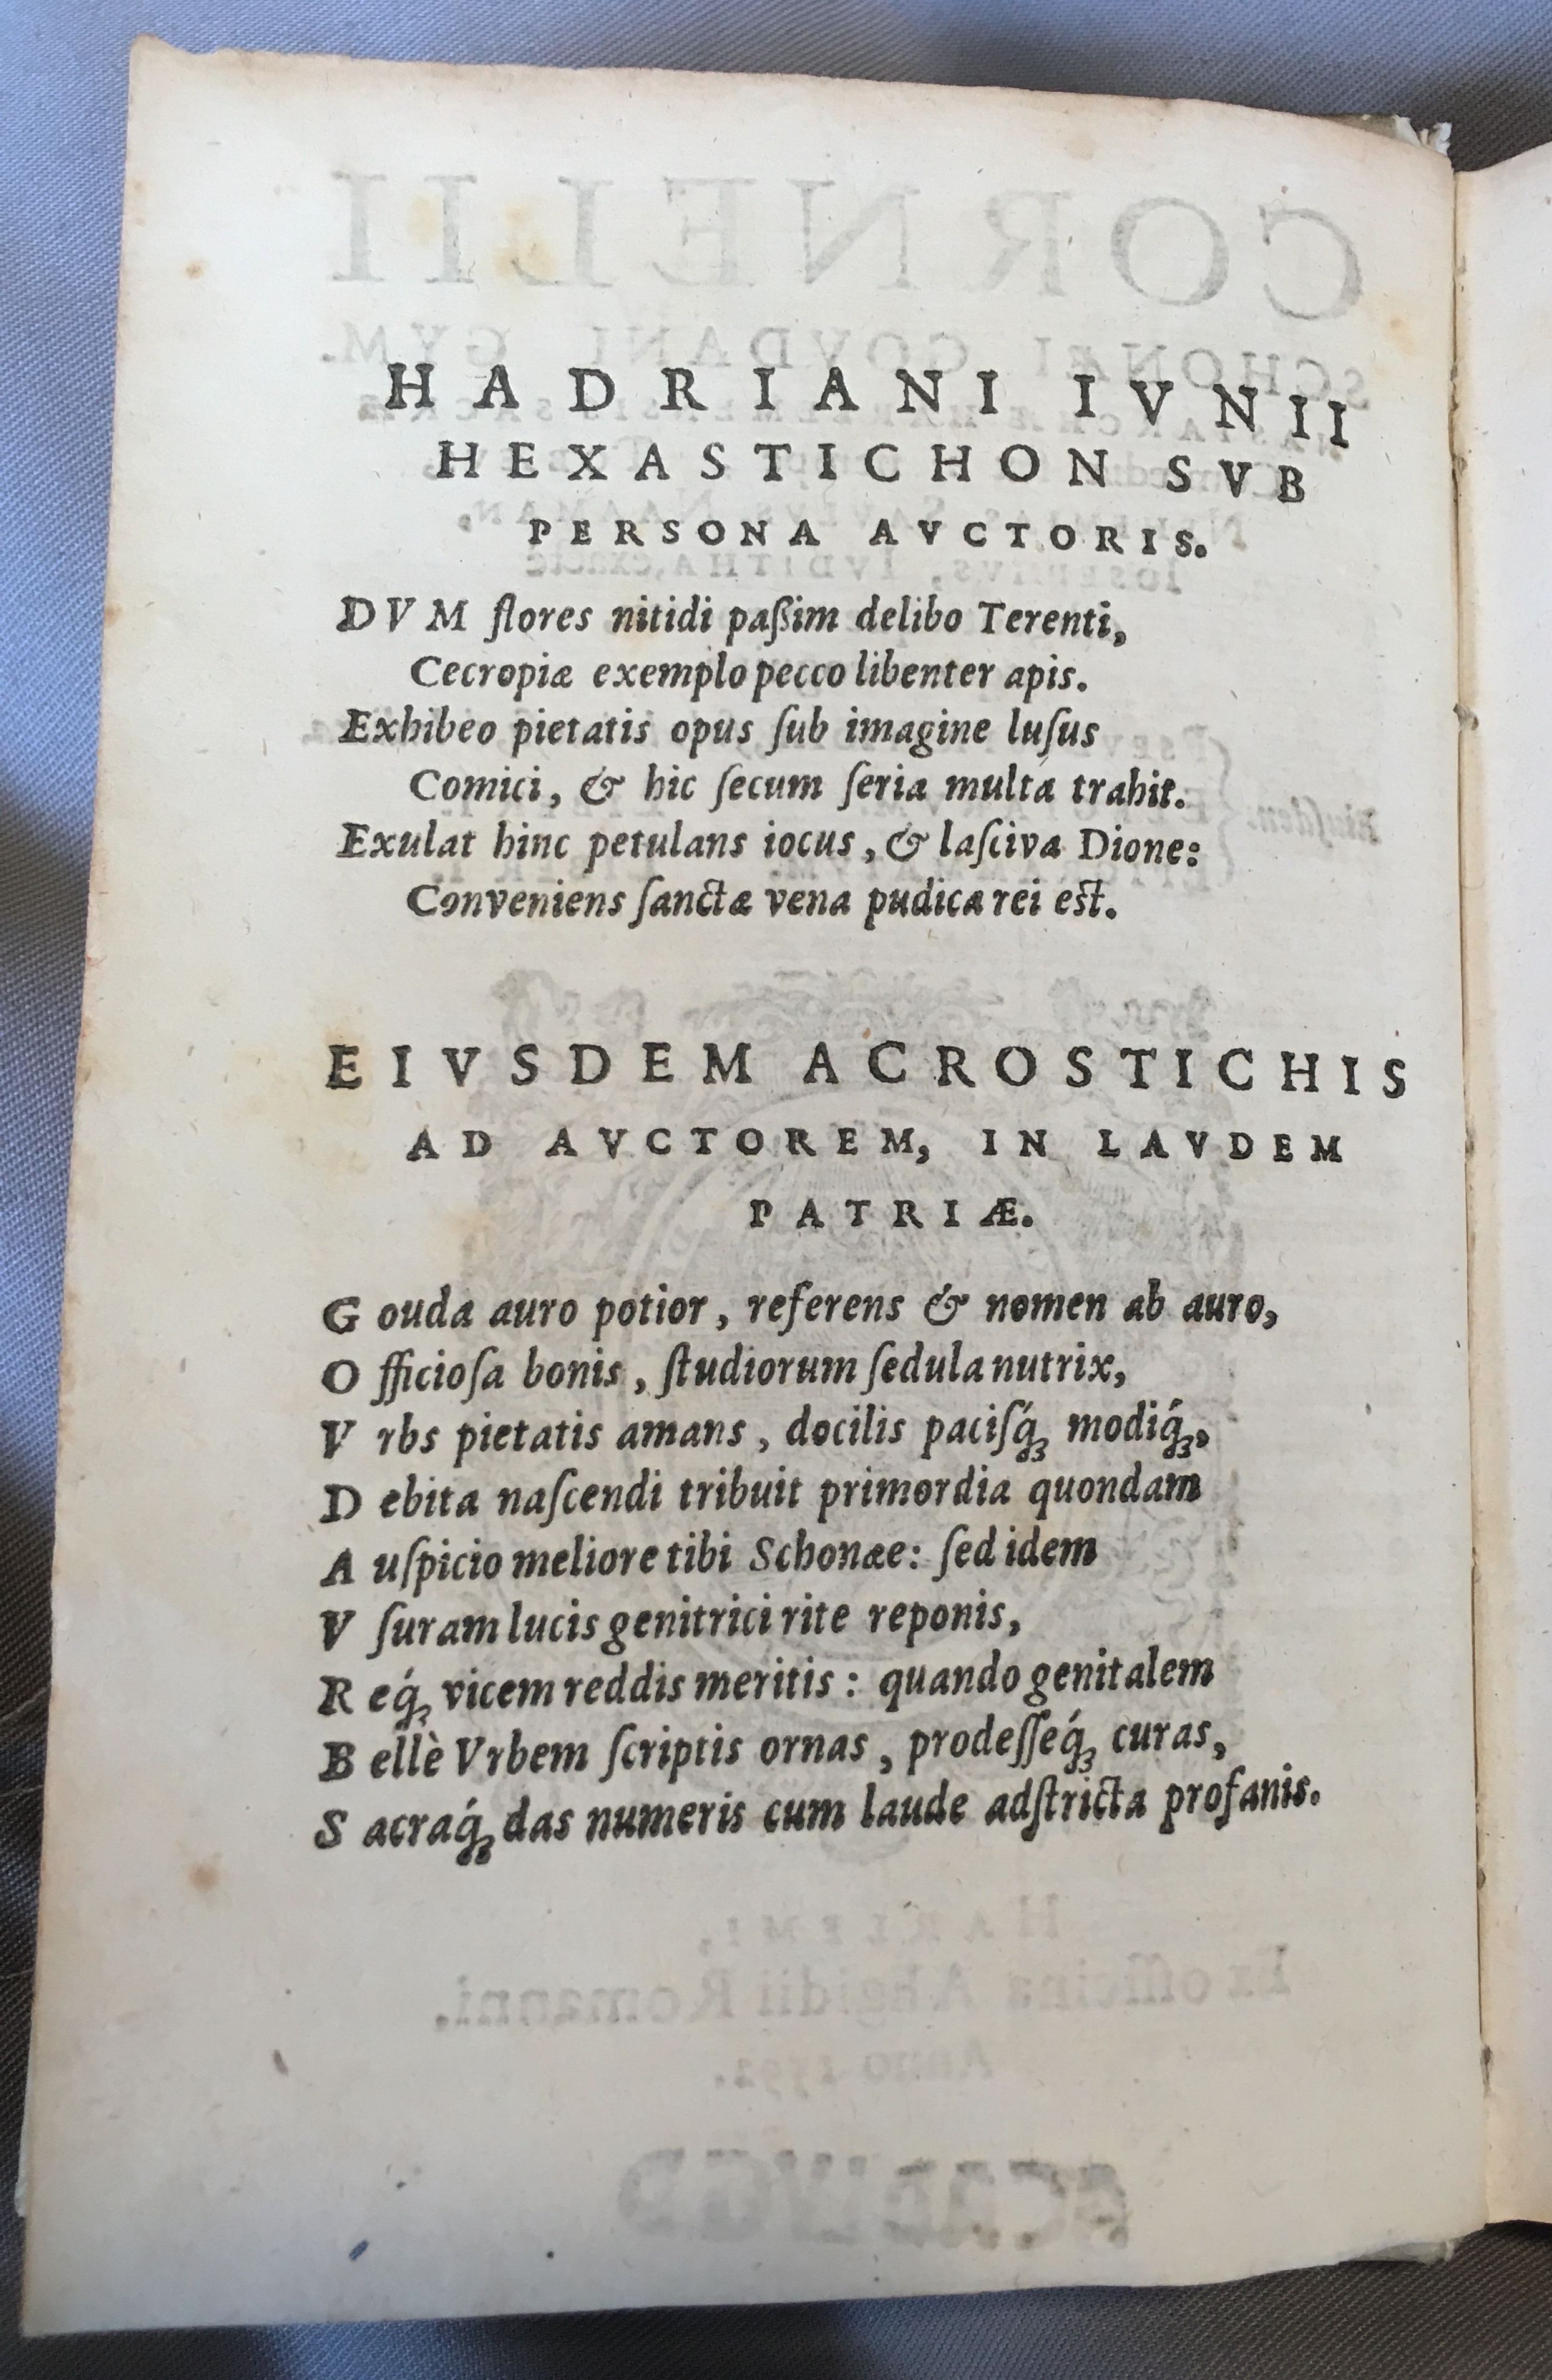 HADRIANI IVNII
HEXASTICHON SVB
PERSONA AVCTORIS.
DVM flores nitidi paßim delibo Terenti,
Cecropiæ exemplo pecco libenter apis.
Exhibeo pietatis opus ſub imagine luſus
Comici, & hic ſecum ſeria multa trahit.
Exulat hinc petulans iocus, & laſciva Dione:
Conveniens ſanctæ vena pudica rei est.
EIVSDEM ACROSTICHIS
AD AVCTOREM, IN LAVDEM
PATRIÆ.
G ouda auro potior, referens & nomen ab auro,
O fficioſa bonis, ſtudiorum ſedula nutrix,
V rbs pietatis amans, docilis paciſq́ꝫ modiq́ꝫ,
D ebita naſcendi tribuit primordia quondam
A uſpicio meliore tibi Schonæe: ſed idem
V ſuram lucis genitrici rite reponis,
R eq́ꝫ vicem reddis meritis: quando genitalem
B ellè Vrbem ſcriptis ornas, prodeſſeq́ꝫ curas,
S acraq́ꝫ das numeris cum laude adſtricta profanis.